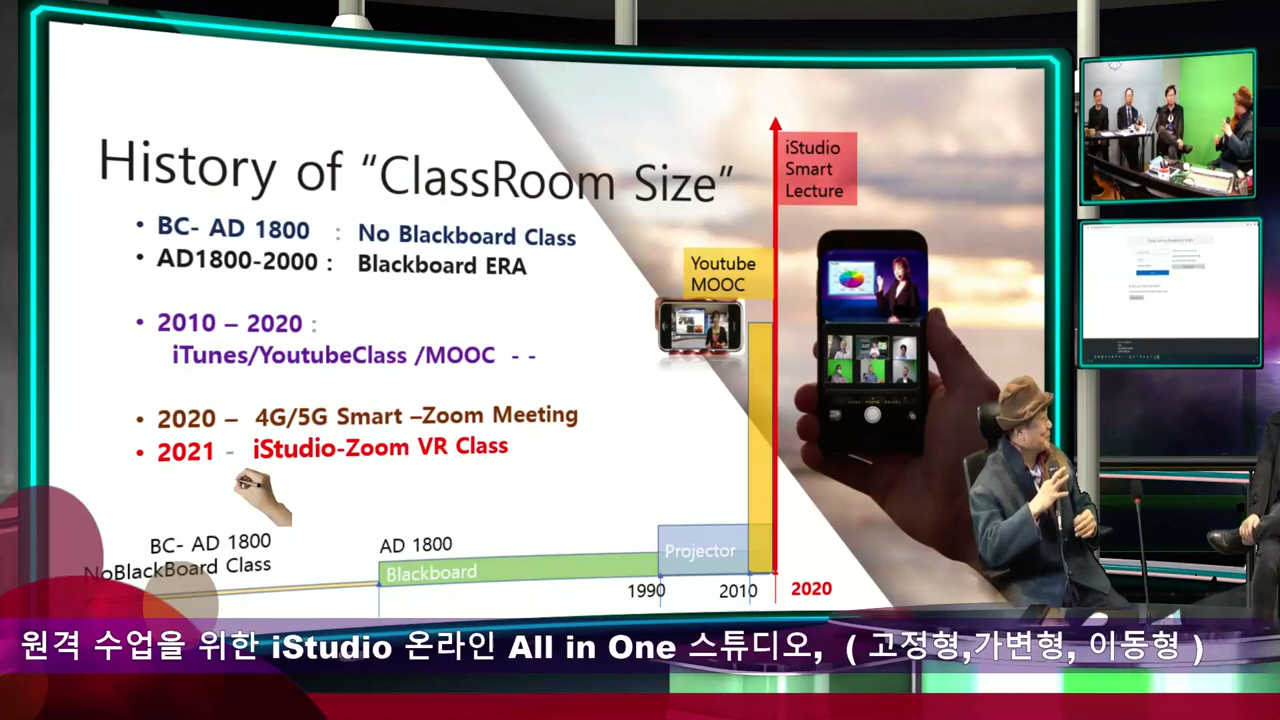 History of “ClassRoom Size”
• BC- AD 1800 : No Blackboard Class
• AD1800-2000 : Blackboard ERA
• 2010 – 2020 :
iTunes/YoutubeClass /MOOC - -
• 2020 – 4G/5G Smart –Zoom Meeting
• 2021 - iStudio-Zoom VR Class
iStudio
Smart
Lecture
Youtube
MOOC
BC- AD 1800
NoBlackBoard Class
AD 1800
Blackboard
Projector
1990
2010
2020
원격 수업을 위한 iStudio 온라인 All in One 스튜디오, ( 고정형,가변형, 이동형 )